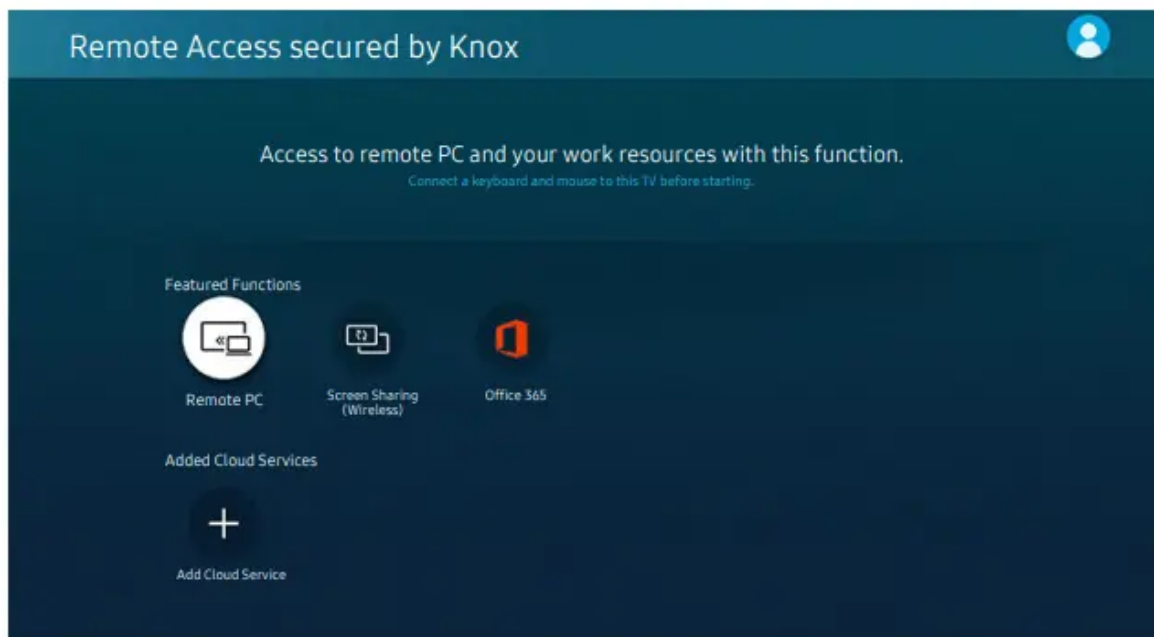 Remote Access secured by Knox
Access to remote PC and your work resources with this function.
Connect a keyboard and mouse to this TV before starting.
Featured Functions
Remote PC
Screen Sharing
(Wireless)
Office 365
Added Cloud Services
Add Cloud Service